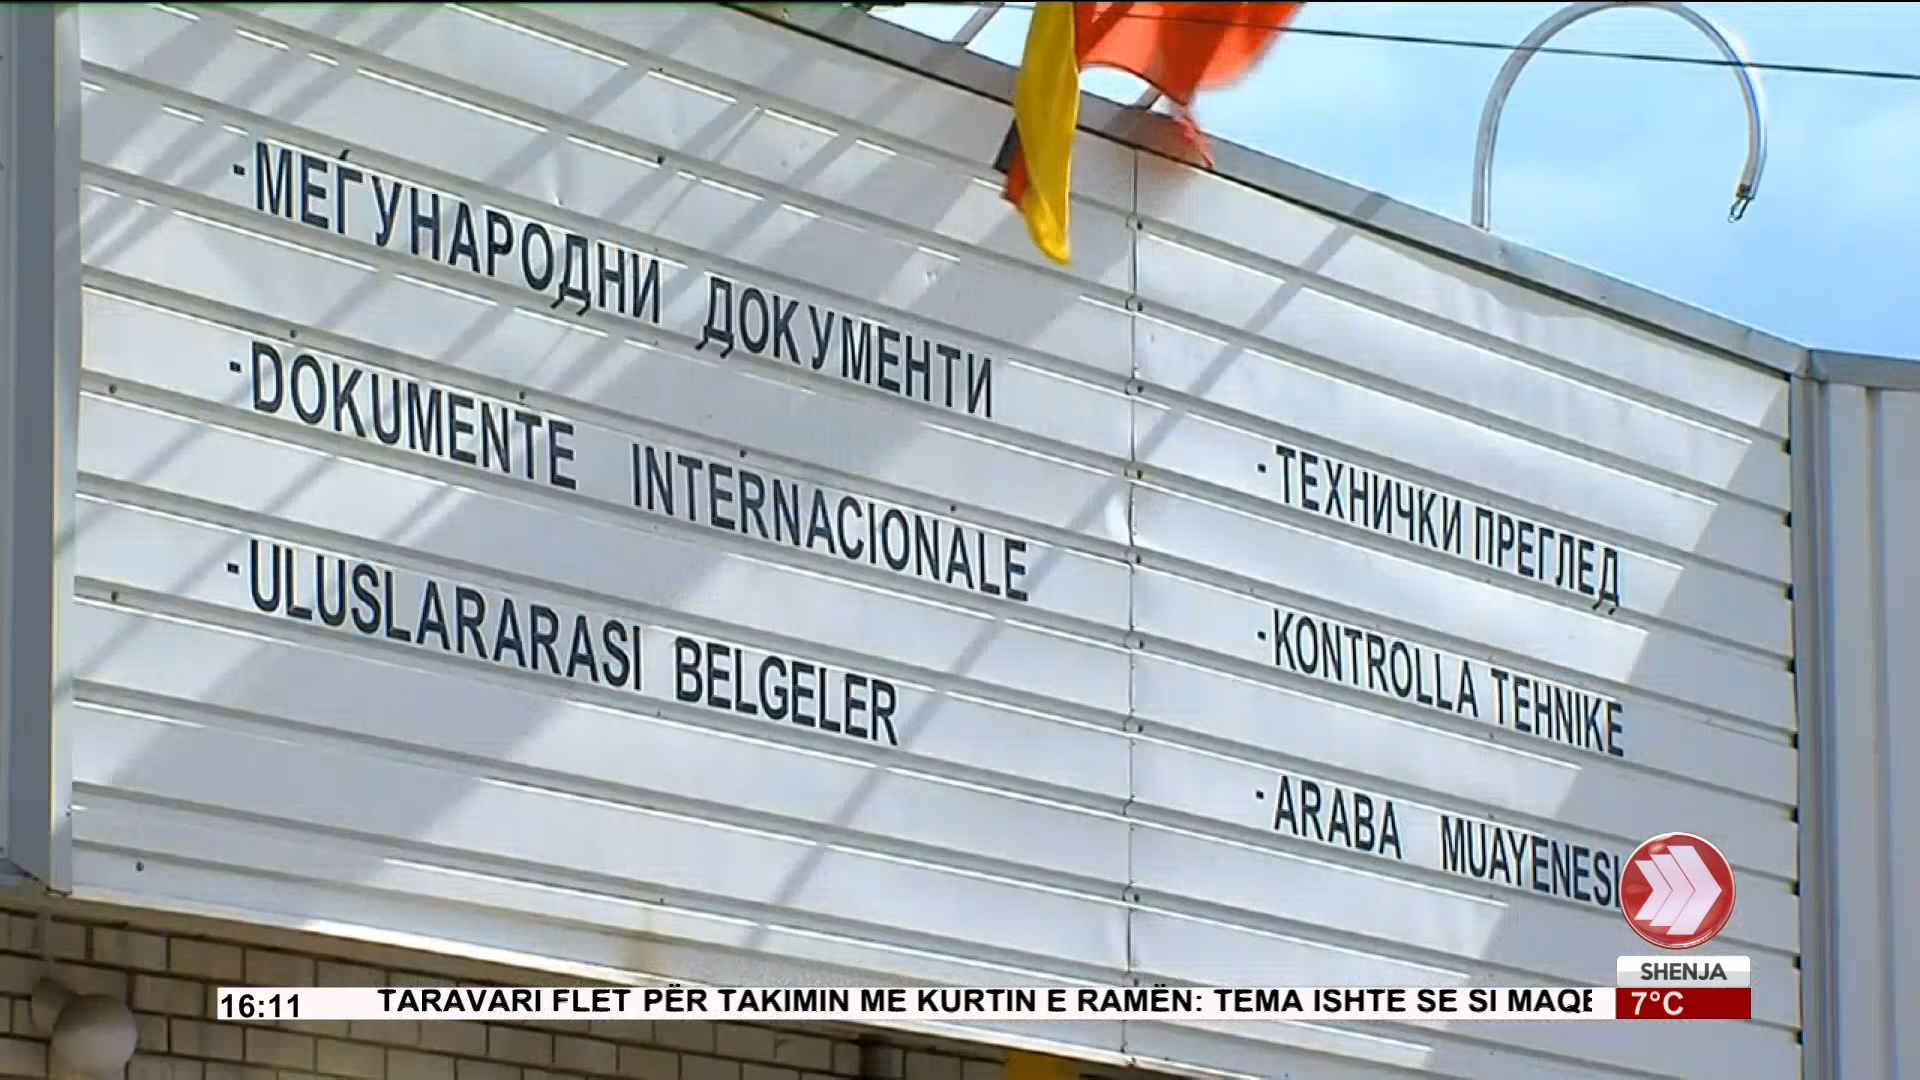 -МЕЃУНАРОДНИ ДОКУМЕНТИ
-DOKUMENTE INTERNACIONALE
-ULUSLARARASI BELGELER
-ТЕХНИЧКИ ПРЕГЛЕД
-KONTROLLA TEHNIKE
-ARABA MUAYENESI
SHENJA
16:11 TARAVARI FLET PËR TAKIMIN ME KURTIN E RAMËN: TEMA ISHTE SE SI MAQE
7°C